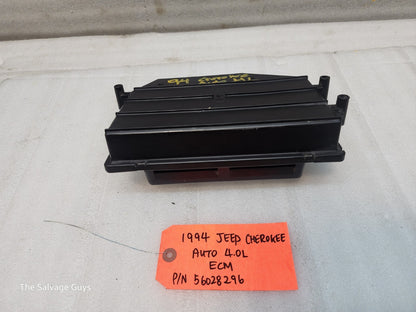 94 CHEROKEE
1994 JEEP CHEROKEE
AUTO 4.0L
ECM
P/N 56028296
The Salvage Guys